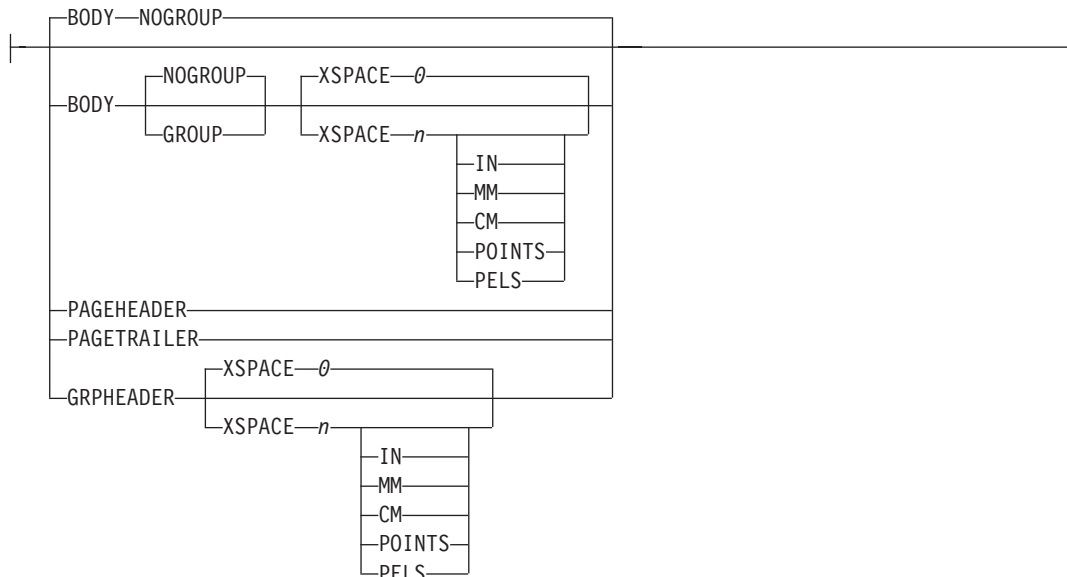 BODY NOGROUP
NOGROUP XSPACE 0
BODY
GROUP XSPACE n
IN
MM
CM
POINTS
PELS
PAGEHEADER
PAGETRAILER
XSPACE 0
GRPHEADER
XSPACE n
IN
MM
CM
POINTS
PELS